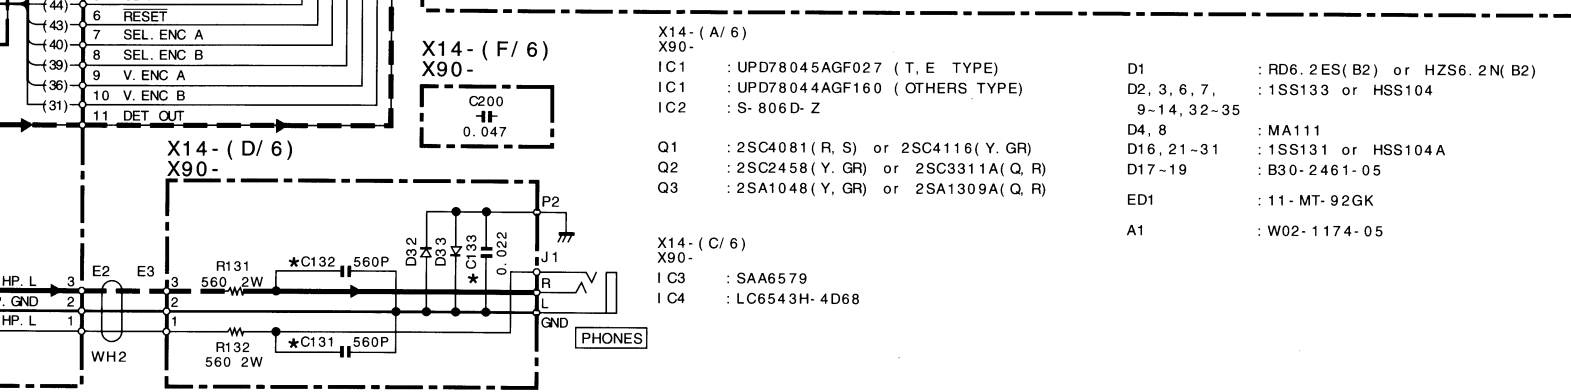 (44)
6 RESET
(43)
7 SEL. ENC A
(40)
8 SEL. ENC B
(39)
9 V. ENC A
(36)
10 V. ENC B
(31)
11 DET OUT
X14-(F/6)
X90-
C200
0.047
X14-(D/6)
X90-
P2
D32
D33
*C133
0.022
J1
E2
E3
HP. L
3
3
R131
560 2W
*C132
560P
R
. GND
2
2
L
HP. L
1
1
GND
R132
560 2W
*C131
560P
WH2
PHONES
X14-(A/6)
X90-
IC1 : UPD78045AGF027 (T,E TYPE)
IC1 : UPD78044AGF160 (OTHERS TYPE)
IC2 : S-806D-Z
Q1 : 2SC4081(R,S) or 2SC4116(Y.GR)
Q2 : 2SC2458(Y.GR) or 2SC3311A(Q,R)
Q3 : 2SA1048(Y,GR) or 2SA1309A(Q,R)
X14-(C/6)
X90-
IC3 : SAA6579
IC4 : LC6543H-4D68
D1 : RD6.2ES(B2) or HZS6.2N(B2)
D2,3,6,7, : 1SS133 or HSS104
9~14,32~35
D4,8 : MA111
D16,21~31 : 1SS131 or HSS104A
D17~19 : B30-2461-05
ED1 : 11-MT-92GK
A1 : W02-1174-05